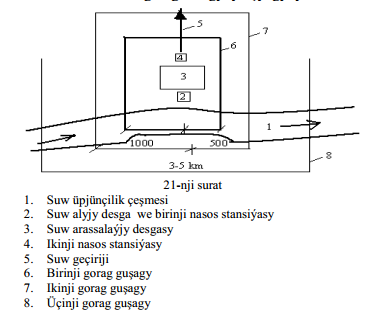 5
7
6
4
3
2
1
1000
500
8
3-5 km
21-nji surat
1. Suw üpjünçilik çeşmesi
2. Suw alyjy desga we birinji nasos stansiýasy
3. Suw arassalaýjy desgasy
4. Ikinji nasos stansiýasy
5. Suw geçiriji
6. Birinji gorag guşagy
7. Ikinji gorag guşagy
8. Üçinji gorag guşagy